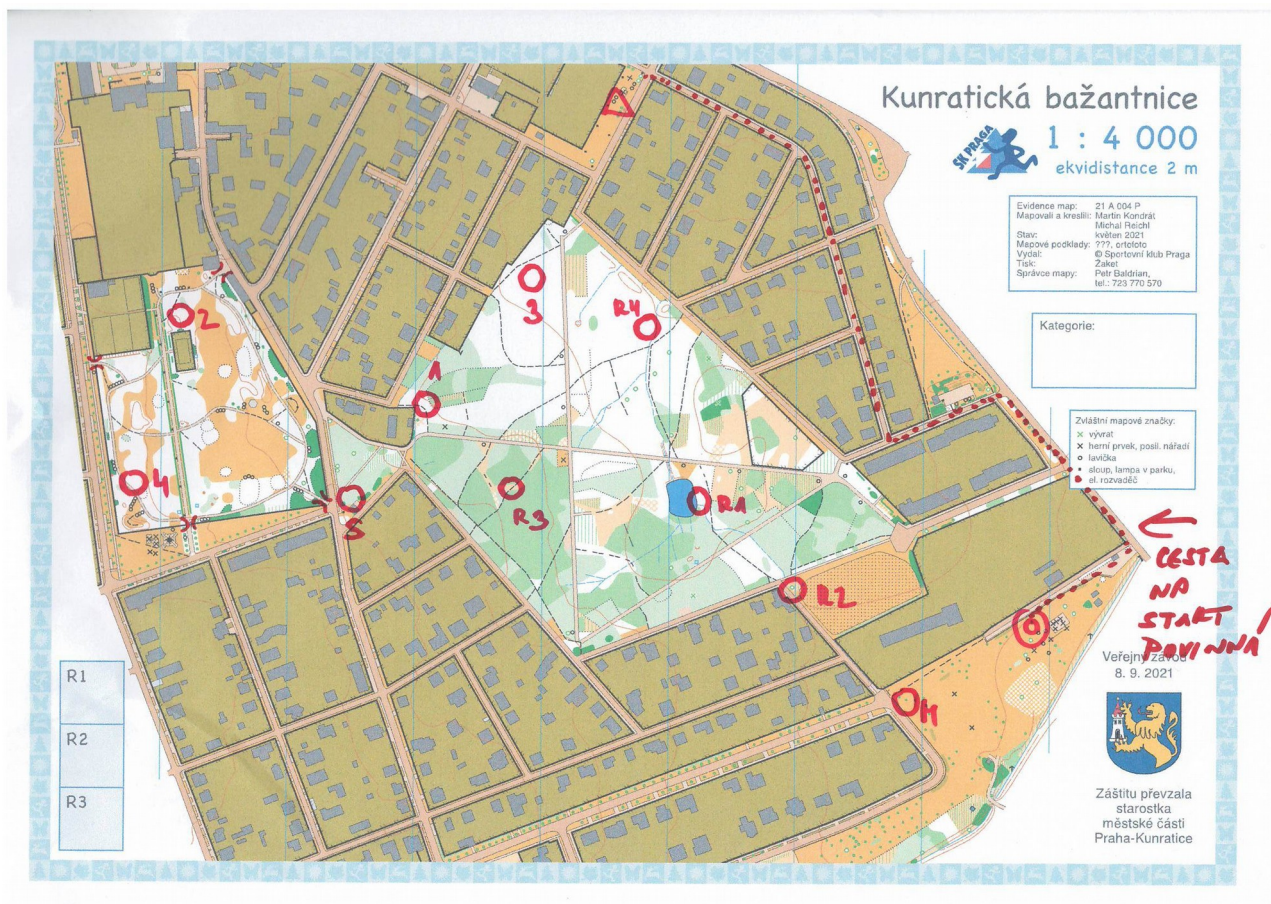 Kunratická bažantnice
SK PRAGA
1 : 4 000
ekvidistance 2 m
Evidence map: 21 A 004 P
Mapovali a kreslili: Martin Kondrát
Michal Reichl
Stav: květen 2021
Mapové podklady: ???, ortofoto
Vydal: © Sportovní klub Praga
Tisk: Žaket
Správce mapy: Petr Baldrian,
tel.: 723 770 570
Kategorie:
Zvláštní mapové značky:
vývrat
herní prvek, posil. nářadí
lavička
sloup, lampa v parku,
el. rozvaděč
2
3
R4
1
4
5
R3
R1
R2
M
CESTA
NA
START
POVINNÁ
Veřejný závod
8. 9. 2021
R1
R2
R3
Záštitu převzala
starostka
městské části
Praha-Kunratice